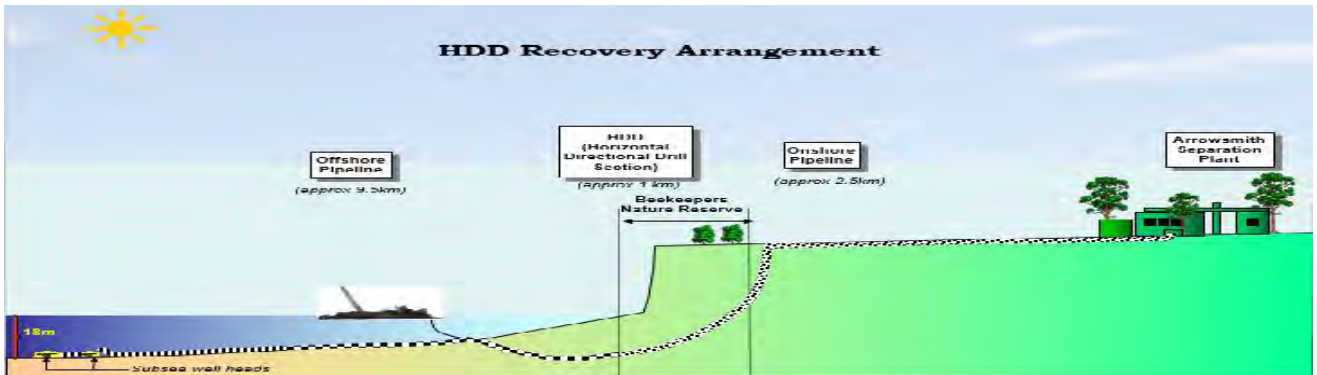 HDD Recovery Arrangement
Offshore
Pipeline
(approx 9.5km)
HDD
(Horizontal
Directional Drill
Section)
(approx 1 km)
Beekeepers
Nature Reserve
Onshore
Pipeline
(approx 2.5km)
Arrowsmith
Separation
Plant
18m
Subsea well heads